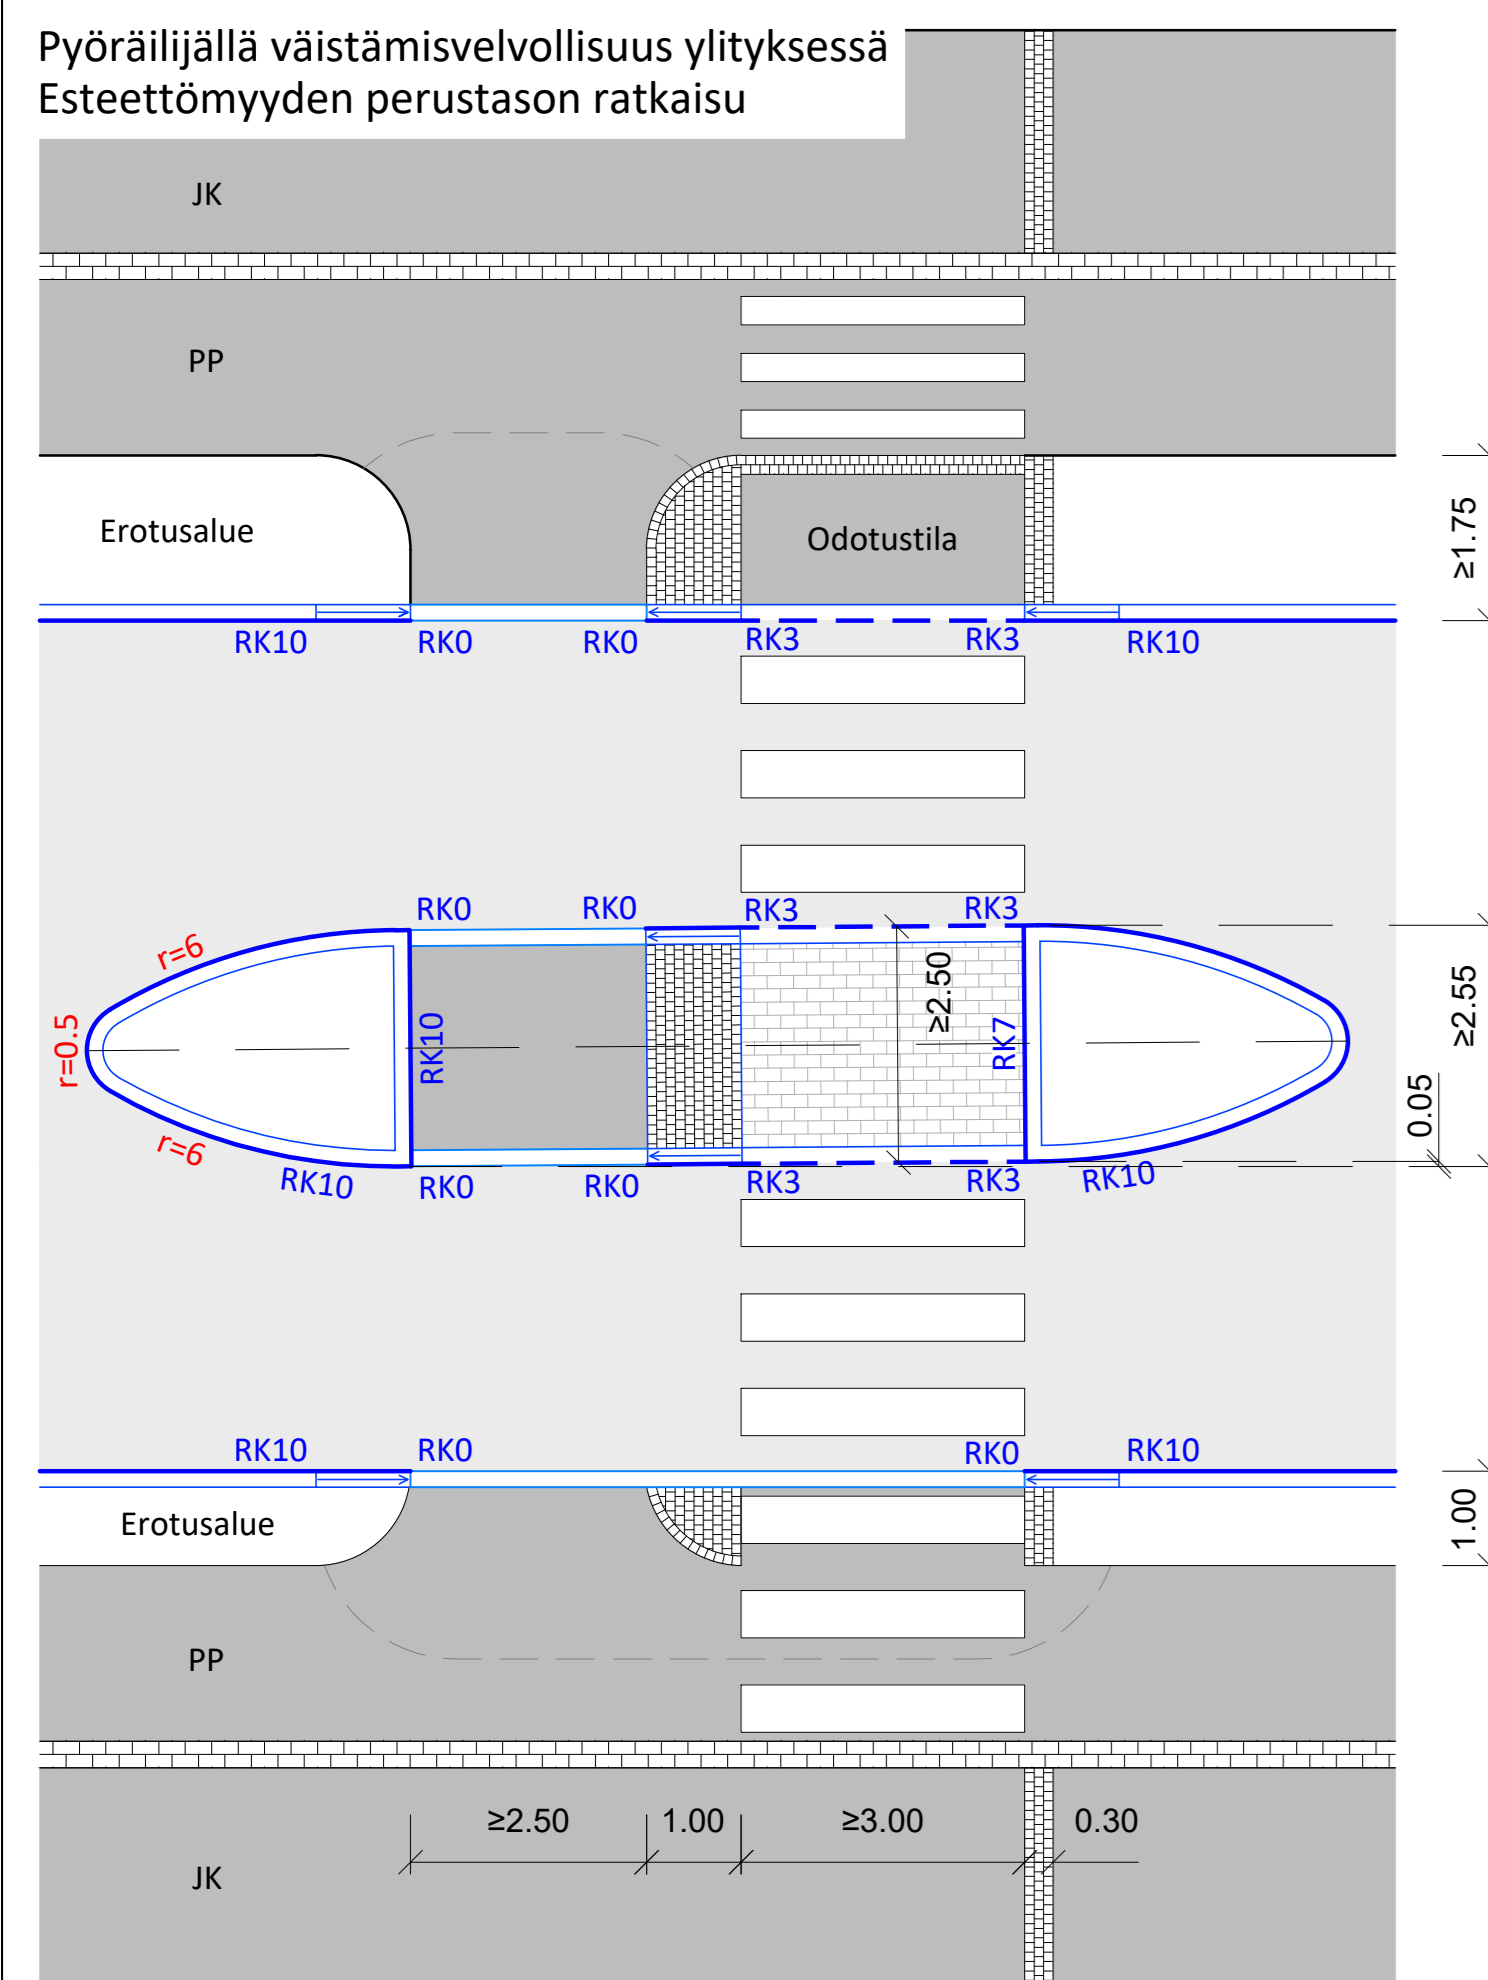 Pyöräilijällä väistämisvelvollisuus ylityksessä
Esteettömyyden perustason ratkaisu
JK
PP
Erotusalue
Odotustila
≥1.75
RK10 RK0 RK0 RK3 RK3 RK10
RK0 RK0 RK3 RK3
r=6
r=0.5
r=6
RK10
≥2.50
RK7
≥2.55
0.05
RK10 RK0 RK0 RK3 RK3 RK10
RK10 RK0 RK0 RK10
Erotusalue
1.00
PP
≥2.50 1.00 ≥3.00 0.30
JK